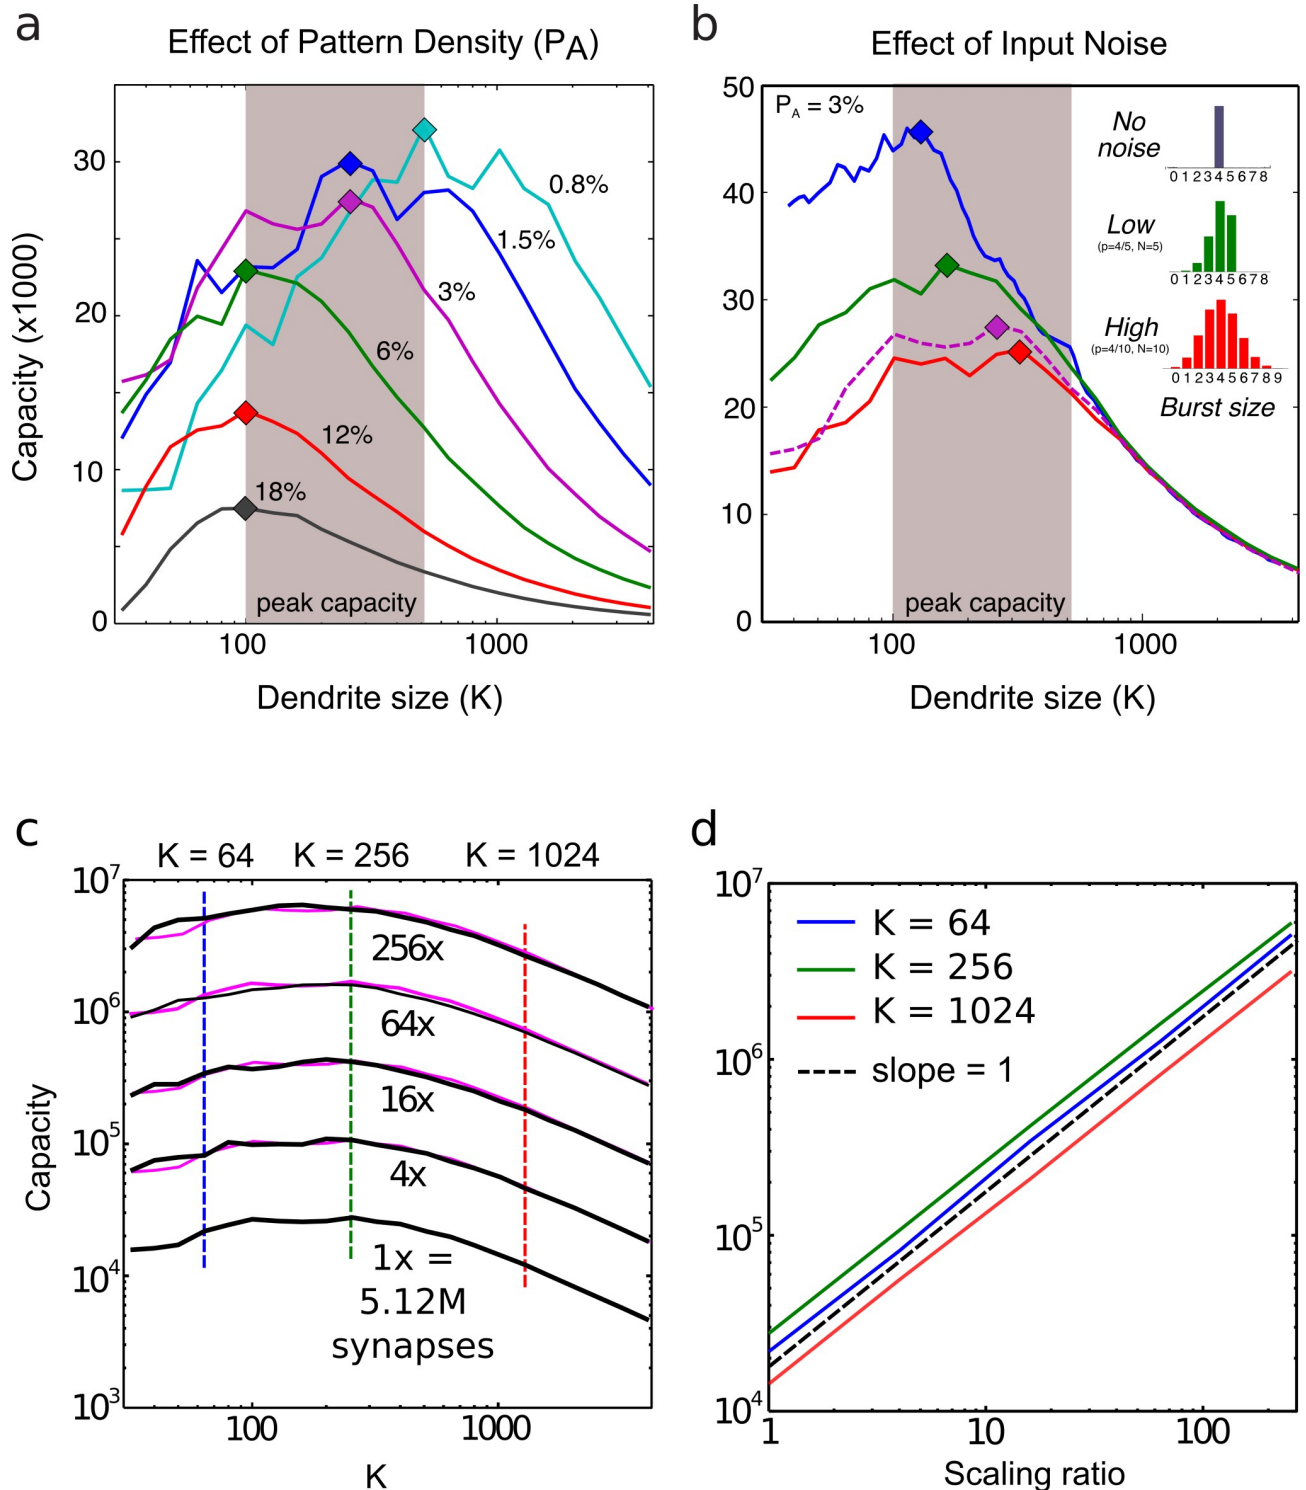 a
Effect of Pattern Density (PA)
Capacity (x1000)
30
20
10
0
0.8%
1.5%
3%
6%
12%
18%
peak capacity
100
1000
Dendrite size (K)
b
Effect of Input Noise
50
40
30
20
10
0
PA = 3%
No
noise
0 1 2 3 4 5 6 7 8
Low
(p=4/5, N=5)
0 1 2 3 4 5 6 7 8
High
(p=4/10, N=10)
0 1 2 3 4 5 6 7 8 9
Burst size
peak capacity
100
1000
Dendrite size (K)
c
K = 64
K = 256
K = 1024
Capacity
10^7
10^6
10^5
10^4
10^3
256x
64x
16x
4x
1x =
5.12M
synapses
100
1000
K
d
10^7
10^6
10^5
10^4
K = 64
K = 256
K = 1024
slope = 1
1
10
100
Scaling ratio